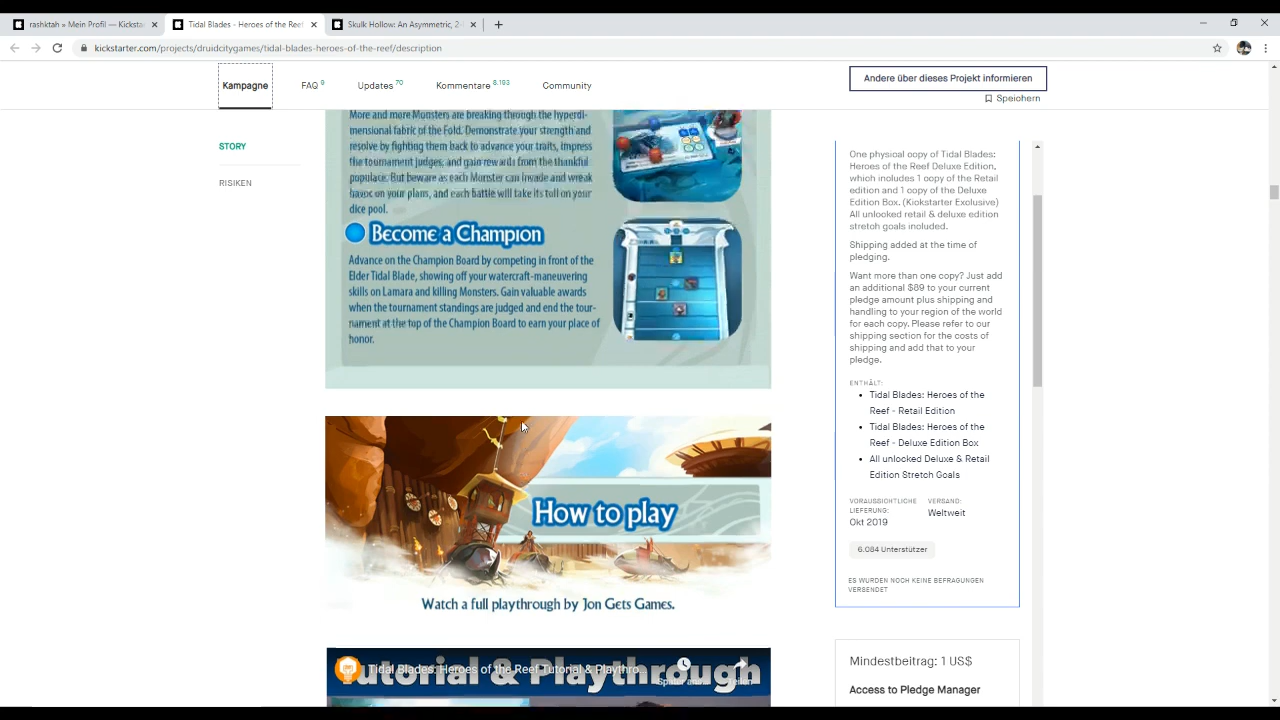 rashktah » Mein Profil — Kicksta
Tidal Blades - Heroes of the Reef
Skulk Hollow: An Asymmetric, 2-
kickstarter.com/projects/druidcitygames/tidal-blades-heroes-of-the-reef/description
Kampagne
FAQ 9
Updates 70
Kommentare 8.193
Community
Andere über dieses Projekt informieren
Speichern
STORY
RISIKEN
More and more Monsters are breaking through the hyperdi-
mensional fabric of the Fold. Demonstrate your strength and
resolve by fighting them back to advance your traits, impress
the tournament judges, and gain rewards from the thankful
populace. But beware as each Monster can invade and wreak
havoc on your plans, and each battle will take its toll on your
dice pool.
Become a Champion
Advance on the Champion Board by competing in front of the
Elder Tidal Blade, showing off your watercraft-maneuvering
skills on Lamara and killing Monsters. Gain valuable awards
when the tournament standings are judged and end the tour-
nament at the top of the Champion Board to earn your place of
honor.
How to play
Watch a full playthrough by Jon Gets Games.
Tidal Blades: Heroes of the Reef Tutorial & Playthro...
Tutorial & Playthrough
Teilen
One physical copy of Tidal Blades:
Heroes of the Reef Deluxe Edition,
which includes 1 copy of the Retail
edition and 1 copy of the Deluxe
Edition Box. (Kickstarter Exclusive)
All unlocked retail & deluxe edition
stretch goals included.
Shipping added at the time of
pledging.
Want more than one copy? Just add
an additional $89 to your current
pledge amount plus shipping and
handling to your region of the world
for each copy. Please refer to our
shipping section for the costs of
shipping and add that to your
pledge.
ENTHÄLT:
Tidal Blades: Heroes of the
Reef - Retail Edition
Tidal Blades: Heroes of the
Reef - Deluxe Edition Box
All unlocked Deluxe & Retail
Edition Stretch Goals
VORAUSSICHTLICHE
LIEFERUNG:
Okt 2019
VERSAND:
Weltweit
6.084 Unterstützer
ES WURDEN NOCH KEINE BEFRAGUNGEN
VERSENDET
Mindestbeitrag: 1 US$
Access to Pledge Manager